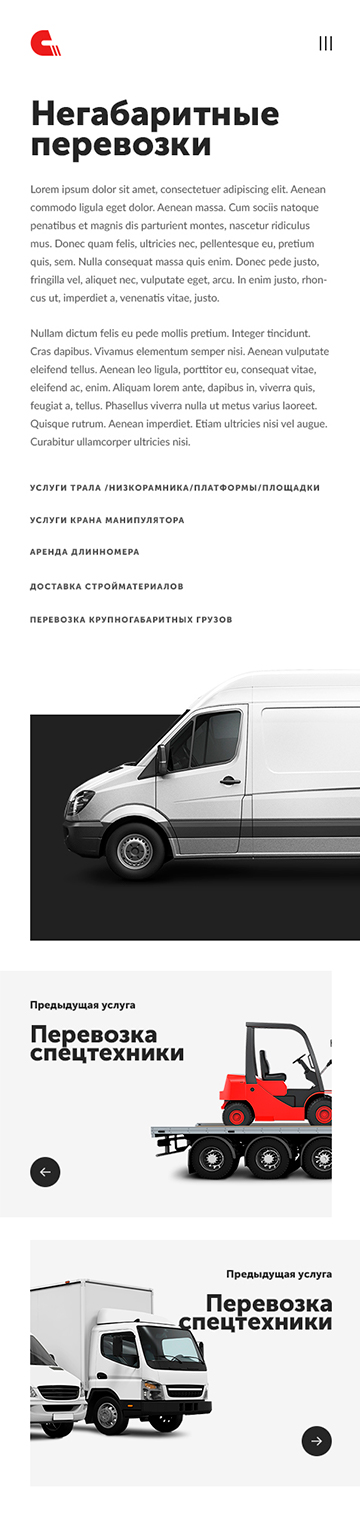 Негабаритные
перевозки
Lorem ipsum dolor sit amet, consectetuer adipiscing elit. Aenean
commodo ligula eget dolor. Aenean massa. Cum sociis natoque
penatibus et magnis dis parturient montes, nascetur ridiculus
mus. Donec quam felis, ultricies nec, pellentesque eu, pretium
quis, sem. Nulla consequat massa quis enim. Donec pede justo,
fringilla vel, aliquet nec, vulputate eget, arcu. In enim justo, rhon-
cus ut, imperdiet a, venenatis vitae, justo.
Nullam dictum felis eu pede mollis pretium. Integer tincidunt.
Cras dapibus. Vivamus elementum semper nisi. Aenean vulputate
eleifend tellus. Aenean leo ligula, porttitor eu, consequat vitae,
eleifend ac, enim. Aliquam lorem ante, dapibus in, viverra quis,
feugiat a, tellus. Phasellus viverra nulla ut metus varius laoreet.
Quisque rutrum. Aenean imperdiet. Etiam ultricies nisi vel augue.
Curabitur ullamcorper ultricies nisi.
УСЛУГИ ТРАЛА /НИЗКОРАМНИКА/ПЛАТФОРМЫ/ПЛОЩАДКИ
УСЛУГИ КРАНА МАНИПУЛЯТОРА
АРЕНДА ДЛИННОМЕРА
ДОСТАВКА СТРОЙМАТЕРИАЛОВ
ПЕРЕВОЗКА КРУПНОГАБАРИТНЫХ ГРУЗОВ
Предыдущая услуга
Перевозка
спецтехники
Предыдущая услуга
Перевозка
спецтехники